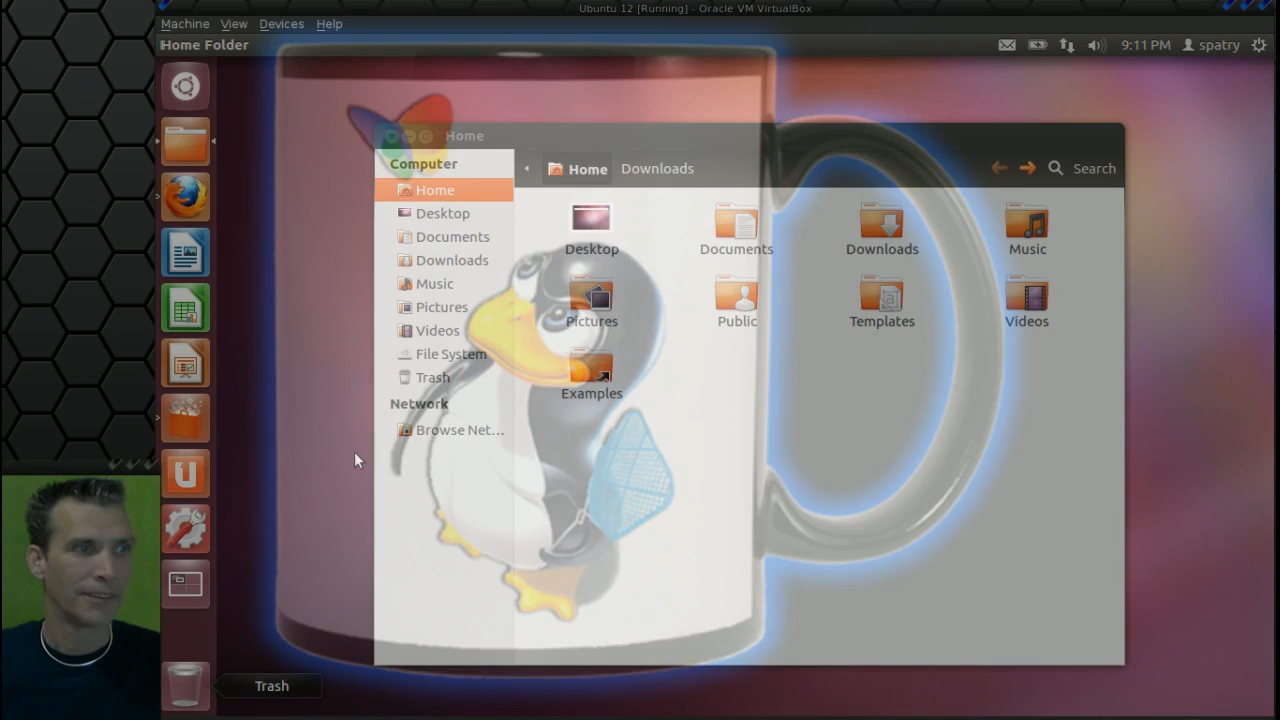 Ubuntu 12 [Running] - Oracle VM VirtualBox
Machine View Devices Help
Home Folder 9:11 PM spatry
Home
Computer
Home
Desktop
Documents
Downloads
Music
Pictures
Videos
File System
Trash
Network
Browse Net...
Home Downloads Search
Desktop Documents Downloads Music
Pictures Public Templates Videos
Examples
Trash